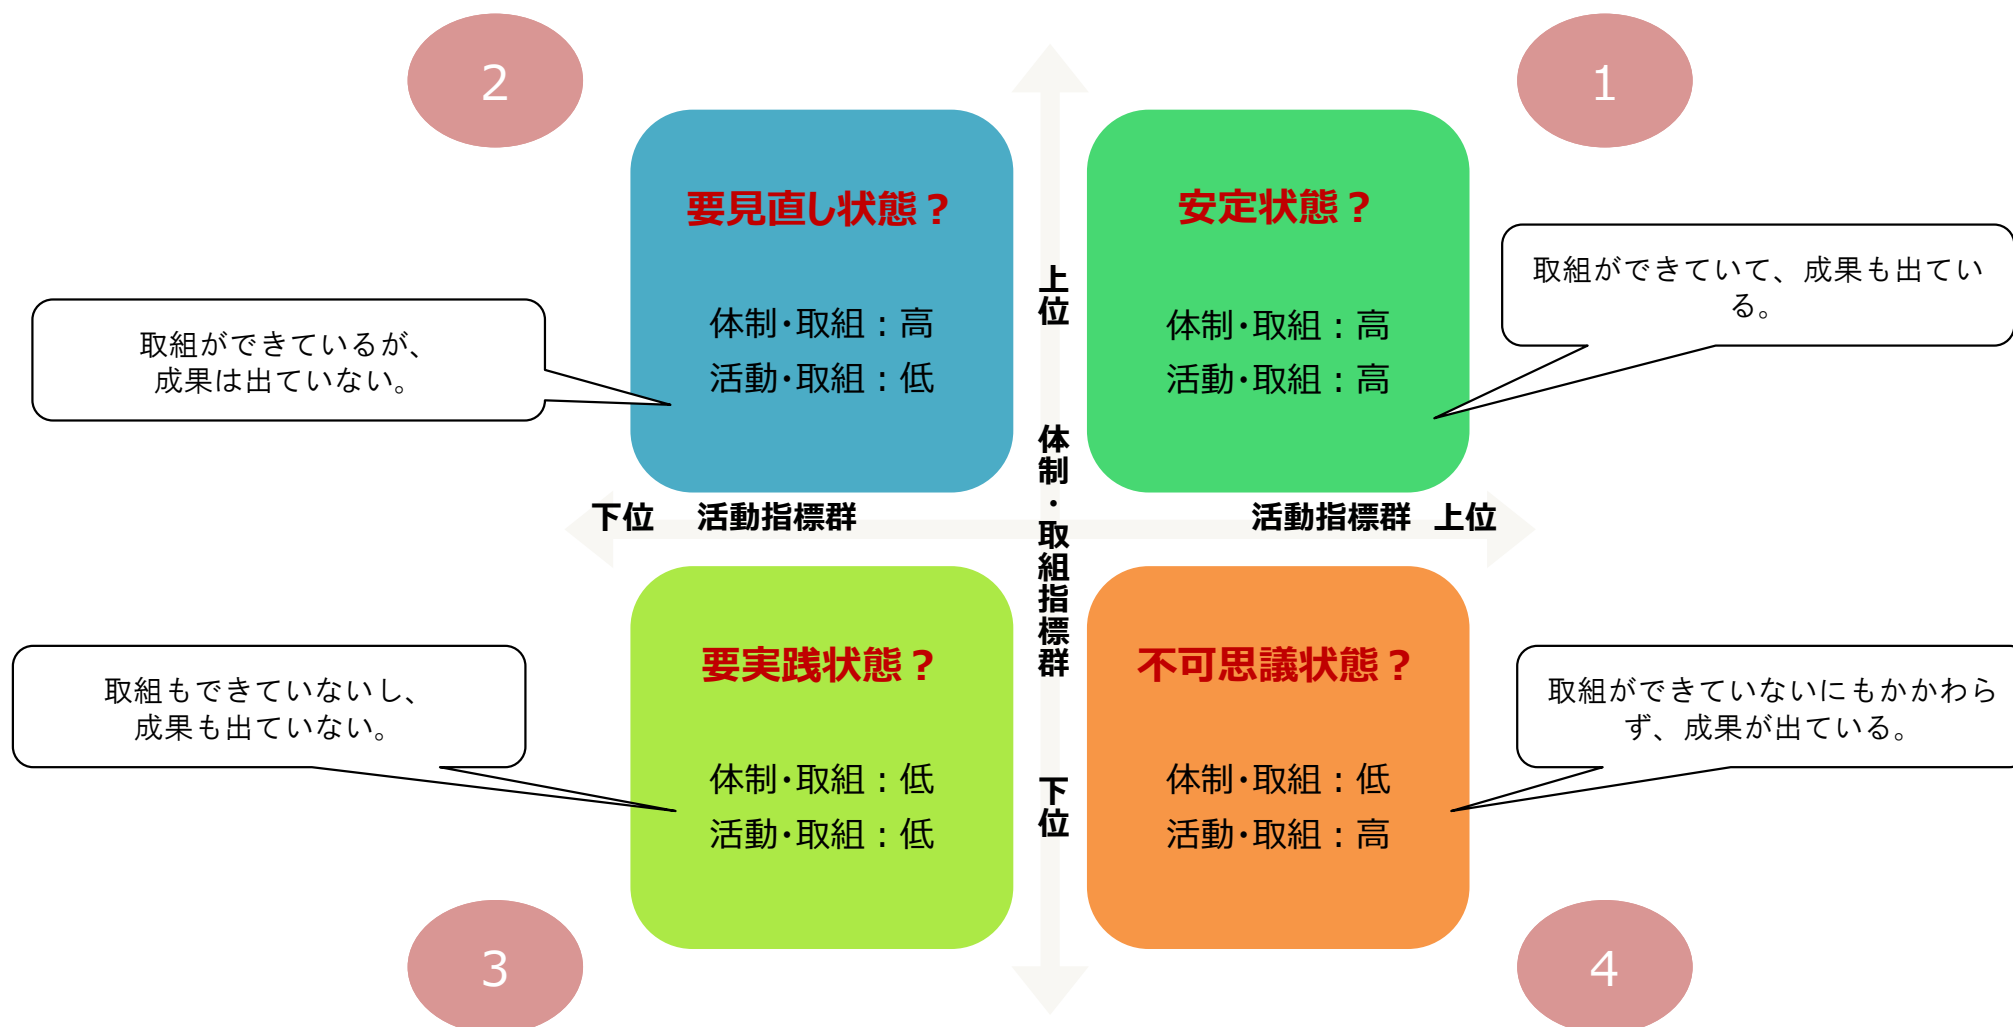 2
1
要見直し状態？
体制・取組：高
活動・取組：低
安定状態？
体制・取組：高
活動・取組：高
取組ができているが、
成果は出ていない。
取組ができていて、成果も出てい
る。
上位
体制・取組指標群
下位
下位　活動指標群
活動指標群　上位
要実践状態？
体制・取組：低
活動・取組：低
不可思議状態？
体制・取組：低
活動・取組：高
取組もできていないし、
成果も出ていない。
取組ができていないにもかかわら
ず、成果が出ている。
3
4